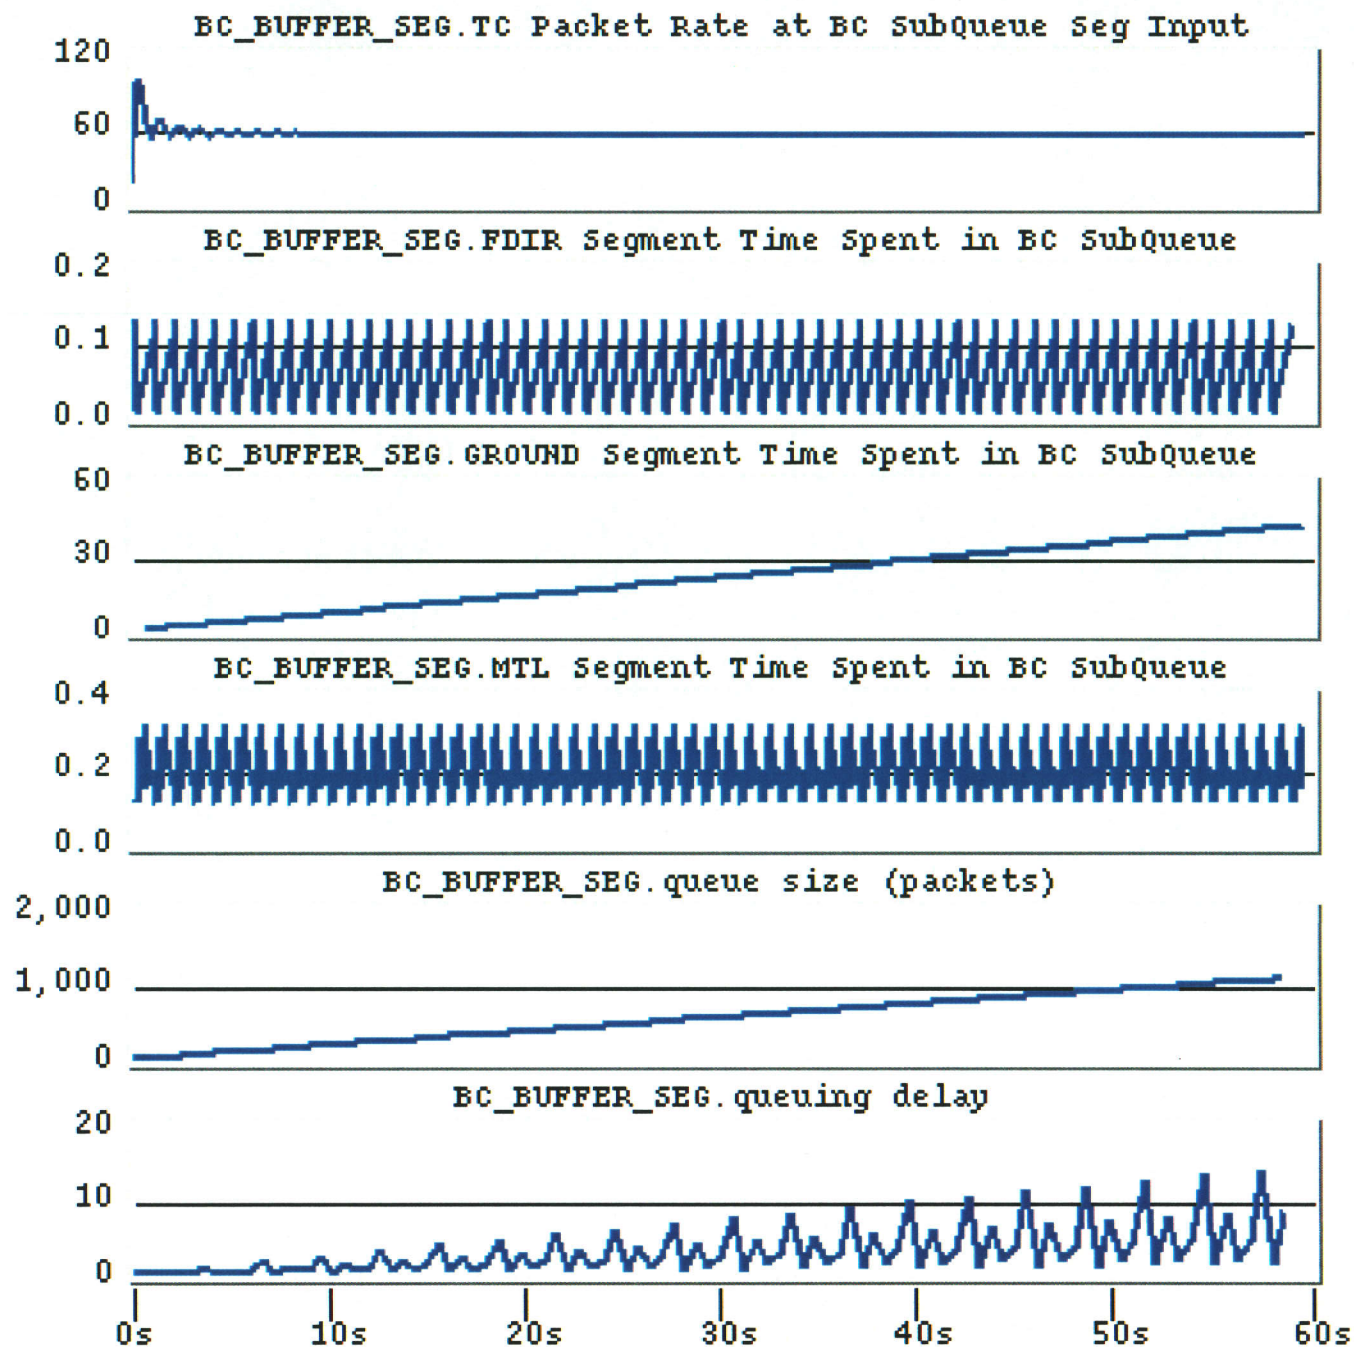 BC_BUFFER_SEG.TC Packet Rate at BC SubQueue Seg Input
120
60
0
BC_BUFFER_SEG.FDIR Segment Time Spent in BC SubQueue
0.2
0.1
0.0
BC_BUFFER_SEG.GROUND Segment Time Spent in BC SubQueue
60
30
0
BC_BUFFER_SEG.MTL Segment Time Spent in BC SubQueue
0.4
0.2
0.0
BC_BUFFER_SEG.queue size (packets)
2,000
1,000
0
BC_BUFFER_SEG.queuing delay
20
10
0
0s 10s 20s 30s 40s 50s 60s